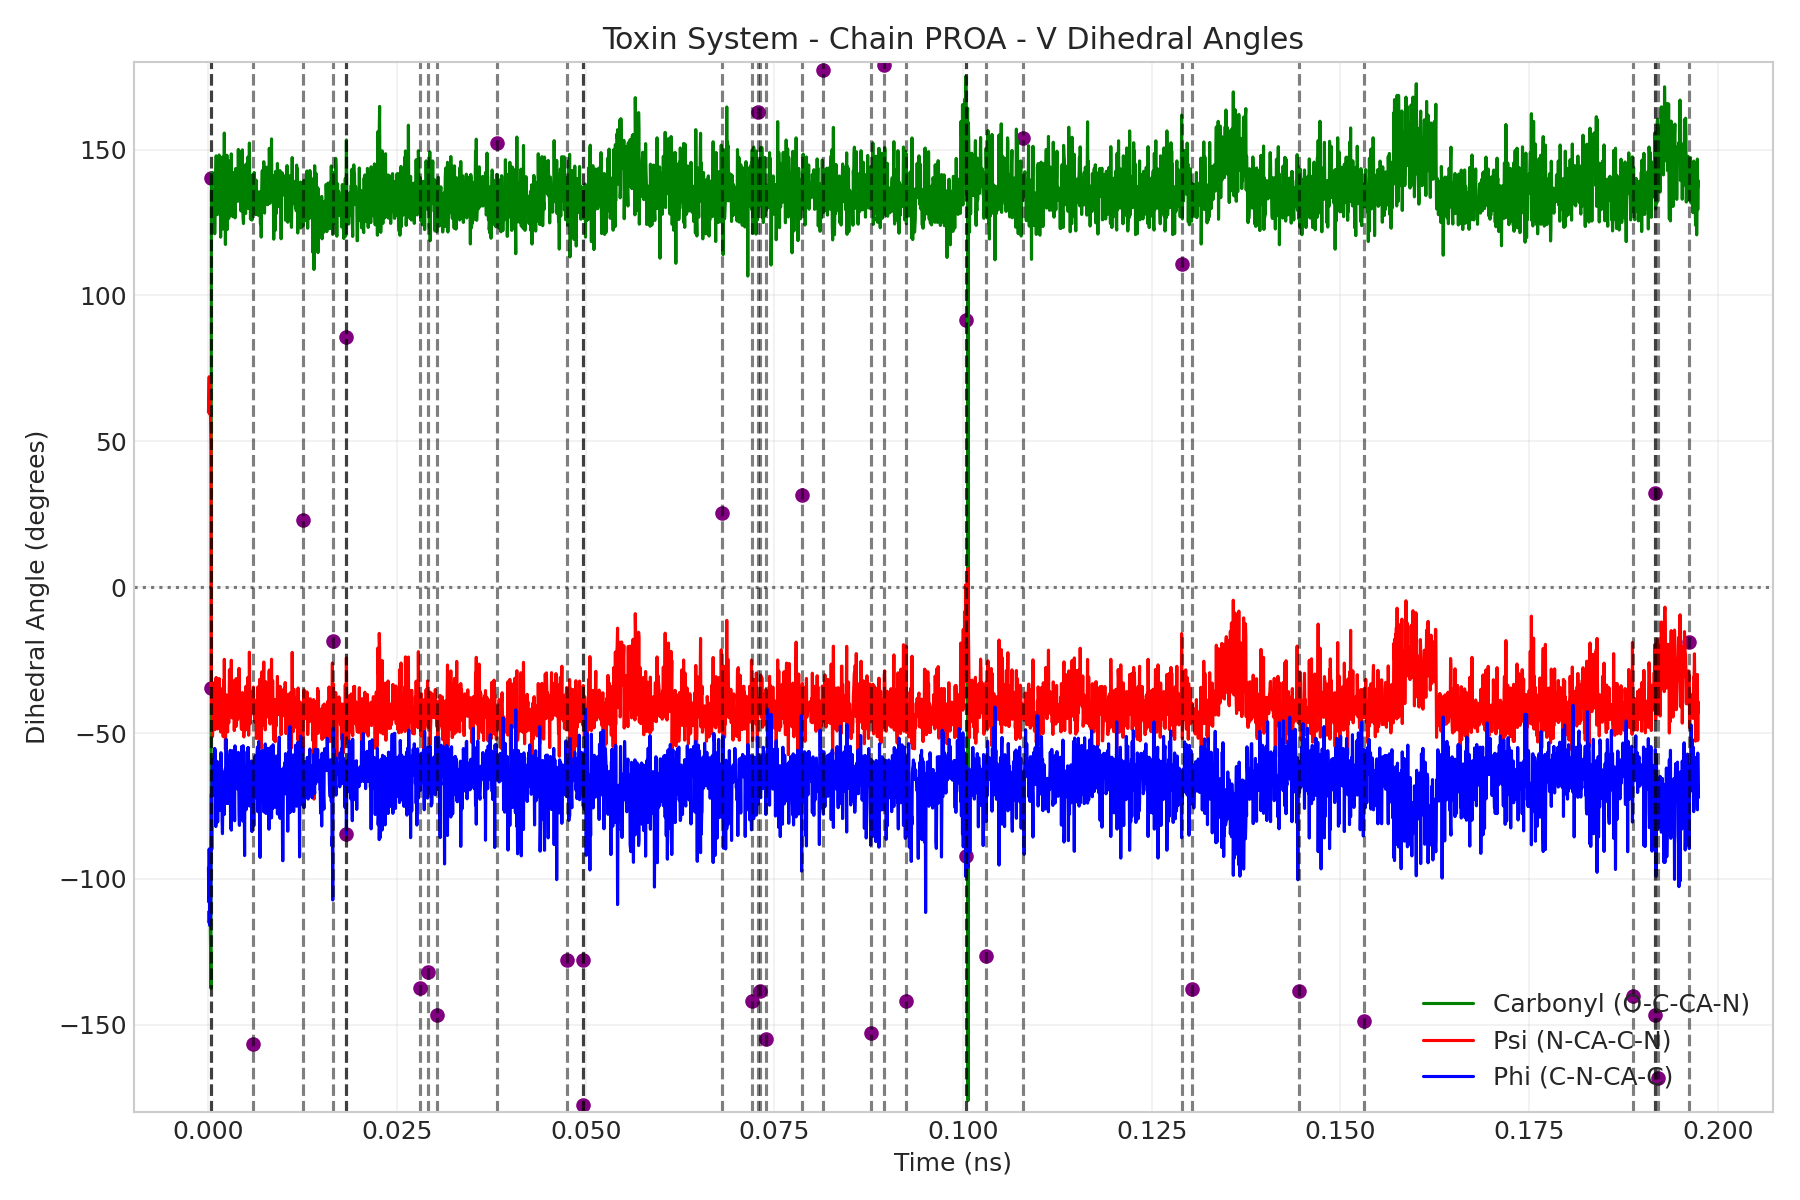 Toxin System - Chain PROA - V Dihedral Angles
Dihedral Angle (degrees)
150
100
50
0
−50
−100
−150
Carbonyl (O-C-CA-N)
Psi (N-CA-C-N)
Phi (C-N-CA-C)
0.000 0.025 0.050 0.075 0.100 0.125 0.150 0.175 0.200
Time (ns)